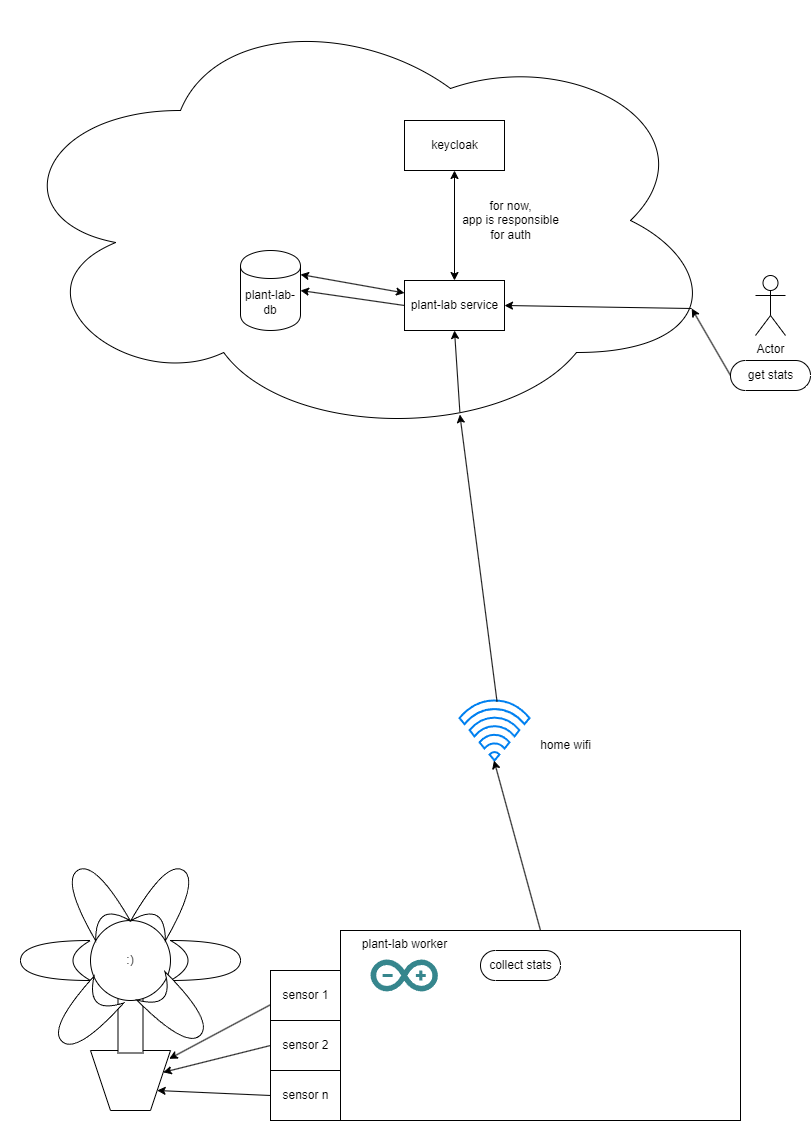 keycloak
for now,
app is responsible
for auth
plant-lab-
db
plant-lab service
Actor
get stats
home wifi
:)
plant-lab worker
collect stats
sensor 1
sensor 2
sensor n